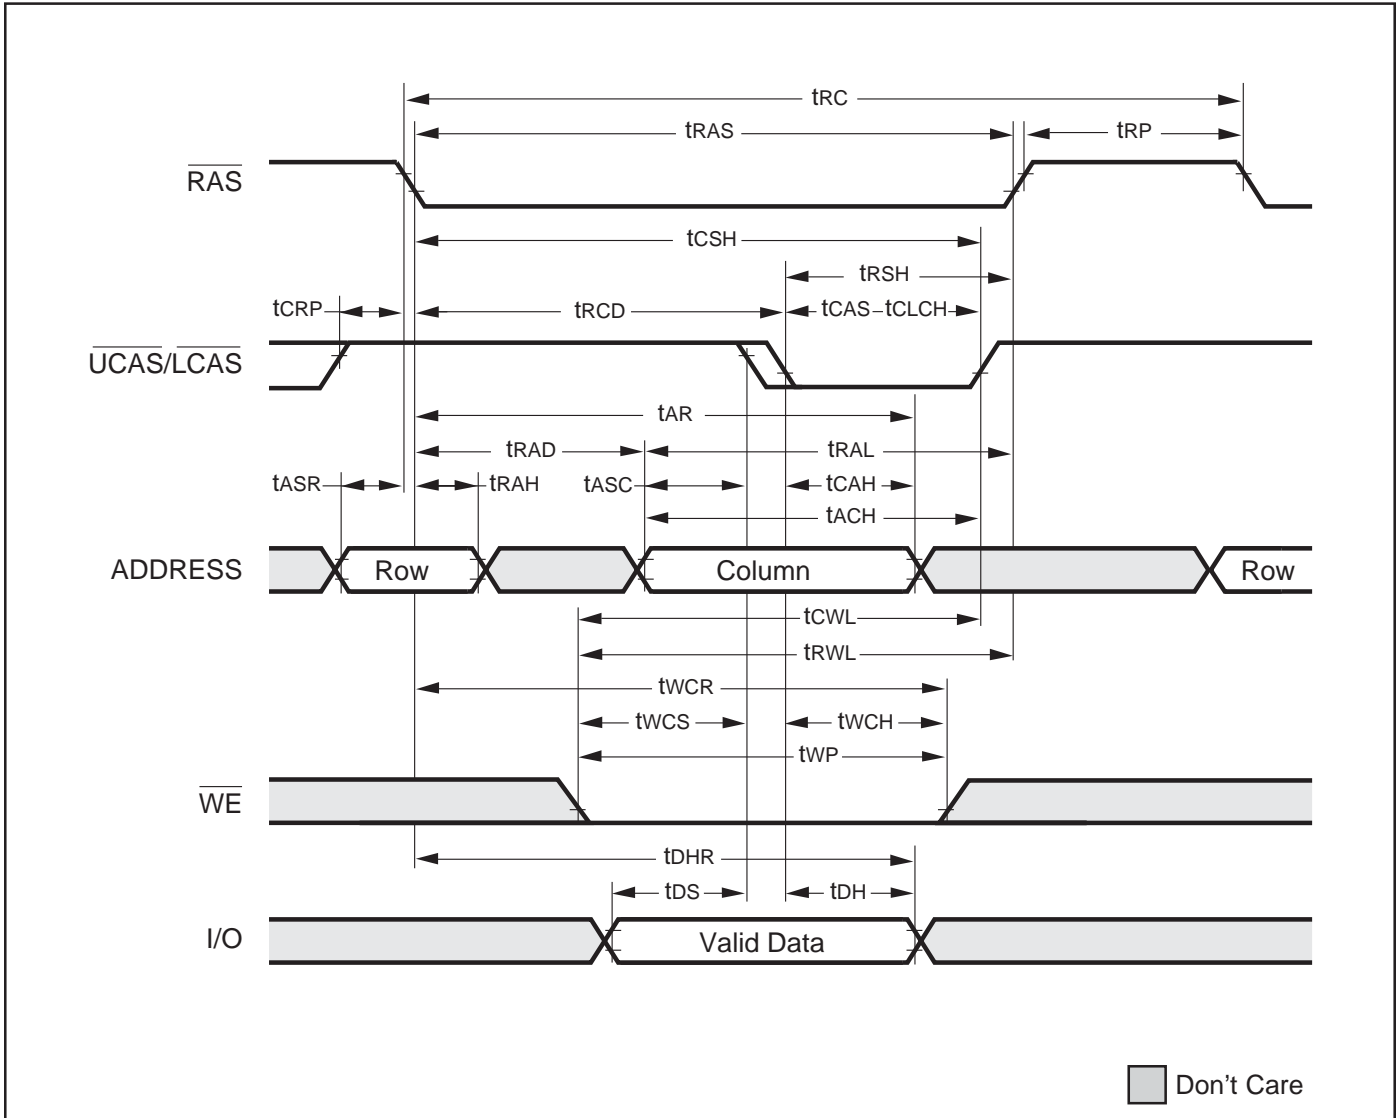 tRC
tRAS
tRP
RAS
tCSH
tRSH
tCRP
tRCD
tCAS–tCLCH
UCAS/LCAS
tAR
tRAD
tRAL
tASR
tRAH
tASC
tCAH
tACH
ADDRESS
Row
Column
Row
tCWL
tRWL
tWCR
tWCS
tWCH
tWP
WE
tDHR
tDS
tDH
I/O
Valid Data
Don't Care